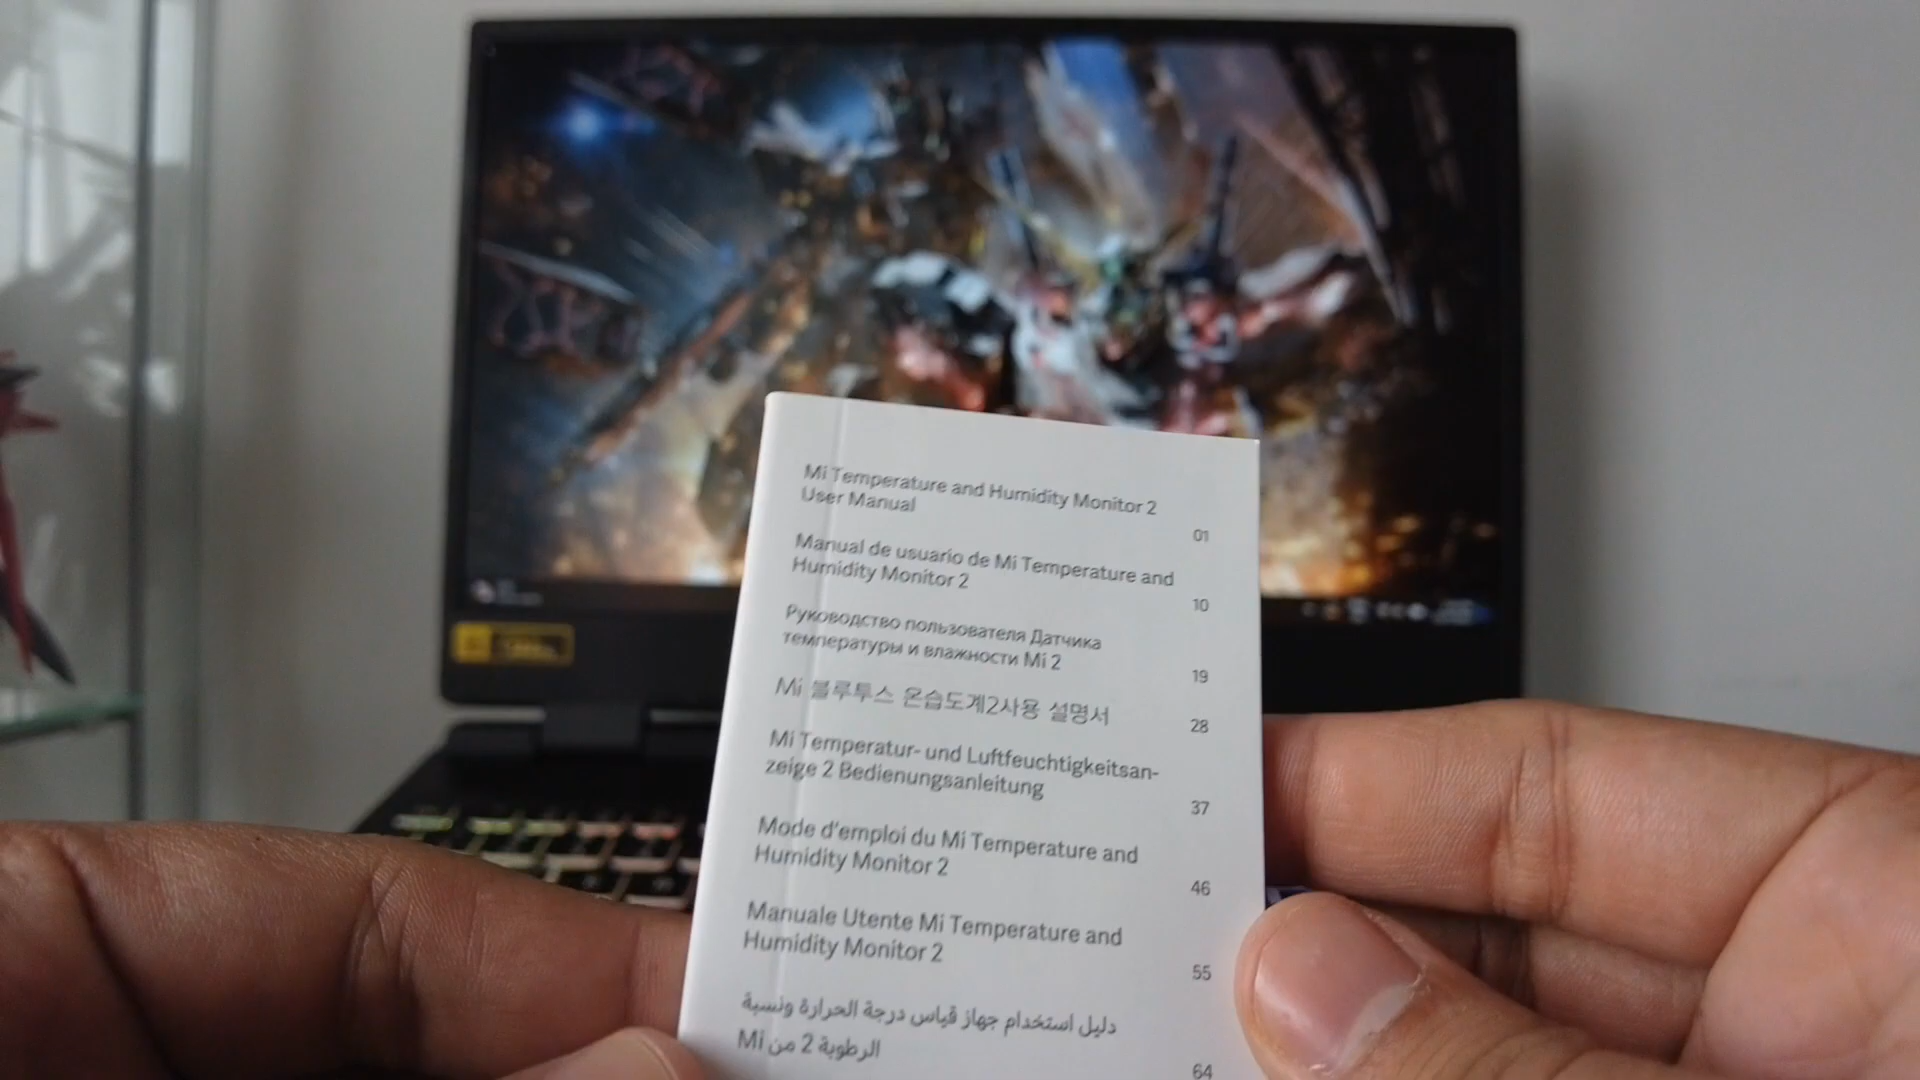 Mi Temperature and Humidity Monitor 2
User Manual
01
Manual de usuario de Mi Temperature and
Humidity Monitor 2
10
Руководство пользователя Датчика
температуры и влажности Mi 2
19
Mi 블루투스 온습도계2사용 설명서
28
Mi Temperatur- und Luftfeuchtigkeitsan-
zeige 2 Bedienungsanleitung
37
Mode d'emploi du Mi Temperature and
Humidity Monitor 2
46
Manuale Utente Mi Temperature and
Humidity Monitor 2
55
دليل استخدام جهاز قياس درجة الحرارة ونسبة
الرطوبة 2 من Mi
64